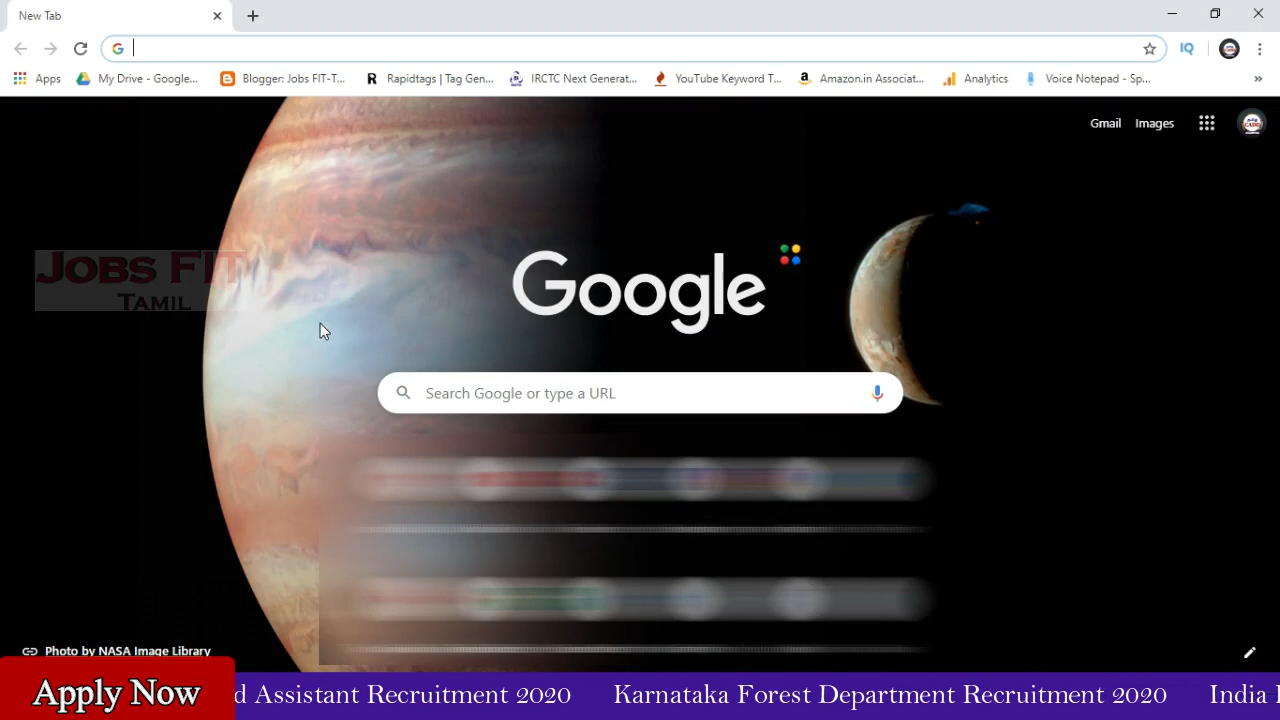 New Tab
Apps My Drive - Google... Blogger: Jobs FIT-T... Rapidtags | Tag Gen... IRCTC Next Generat... YouTube Keyword T... Amazon.in Associat... Analytics Voice Notepad - Sp... »
Gmail Images
JOBS FIT
TAMIL
Google
Search Google or type a URL
Photo by NASA Image Library
Apply Now
d Assistant Recruitment 2020 Karnataka Forest Department Recruitment 2020 India